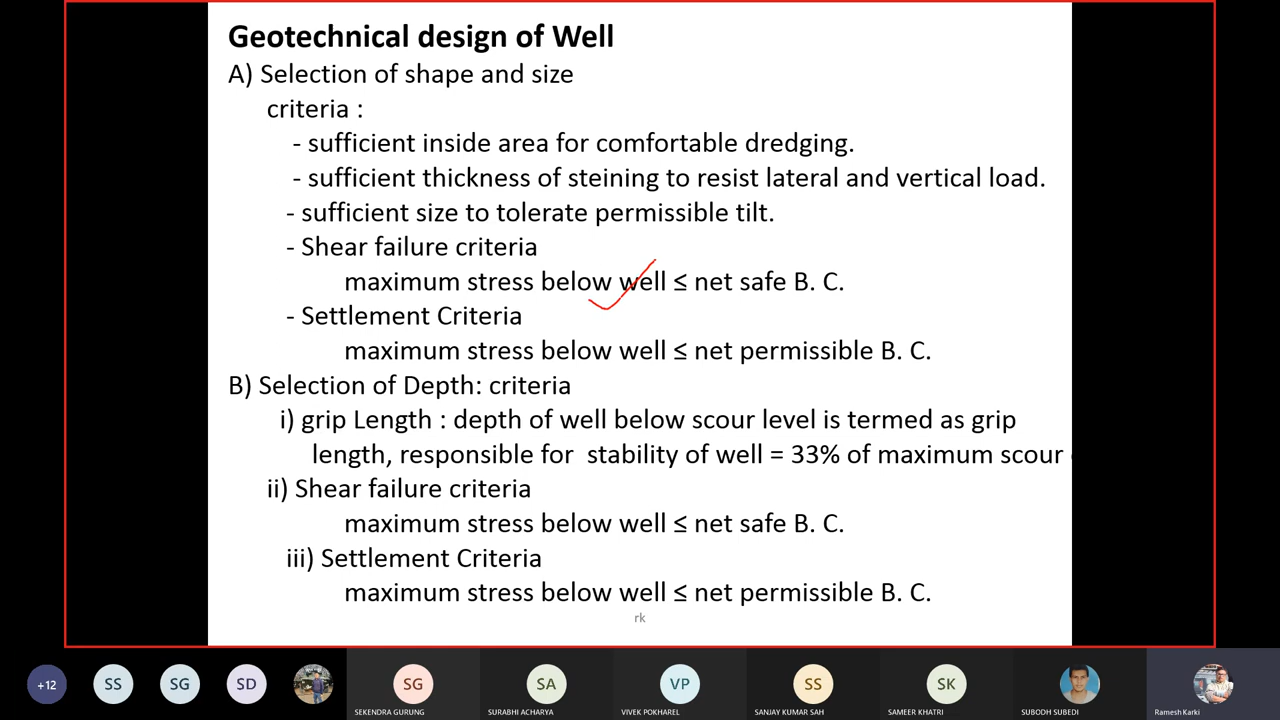 Geotechnical design of Well
A) Selection of shape and size
criteria :
- sufficient inside area for comfortable dredging.
- sufficient thickness of steining to resist lateral and vertical load.
- sufficient size to tolerate permissible tilt.
- Shear failure criteria
maximum stress below well ≤ net safe B. C.
- Settlement Criteria
maximum stress below well ≤ net permissible B. C.
B) Selection of Depth: criteria
i) grip Length : depth of well below scour level is termed as grip
length, responsible for stability of well = 33% of maximum scour
ii) Shear failure criteria
maximum stress below well ≤ net safe B. C.
iii) Settlement Criteria
maximum stress below well ≤ net permissible B. C.
rk
+12 SS SG SD SG SA VP SS SK
SEKENDRA GURUNG SURABHI ACHARYA VIVEK POKHAREL SANJAY KUMAR SAH SAMEER KHATRI SUBODH SUBEDI Ramesh Karki